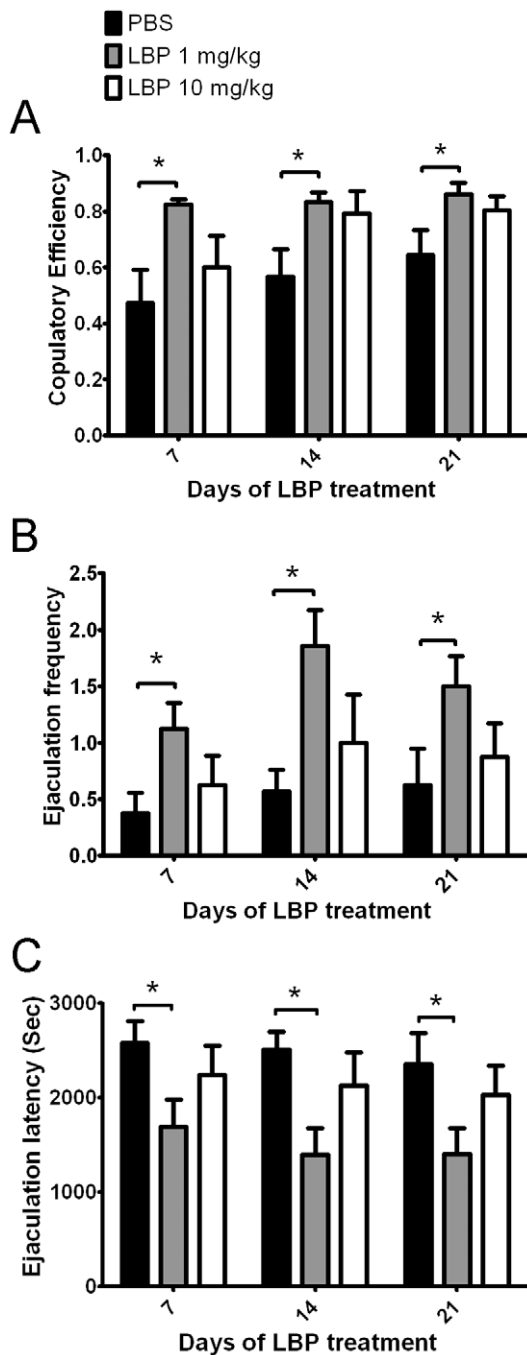 PBS
LBP 1 mg/kg
LBP 10 mg/kg
A
* * *
1.0
0.8
0.6
0.4
0.2
0.0
Copulatory Efficiency
7 14 21
Days of LBP treatment
B
* * *
2.5
2.0
1.5
1.0
0.5
0.0
Ejaculation frequency
7 14 21
Days of LBP treatment
C
* * *
3000
2000
1000
0
Ejaculation latency (Sec)
7 14 21
Days of LBP treatment